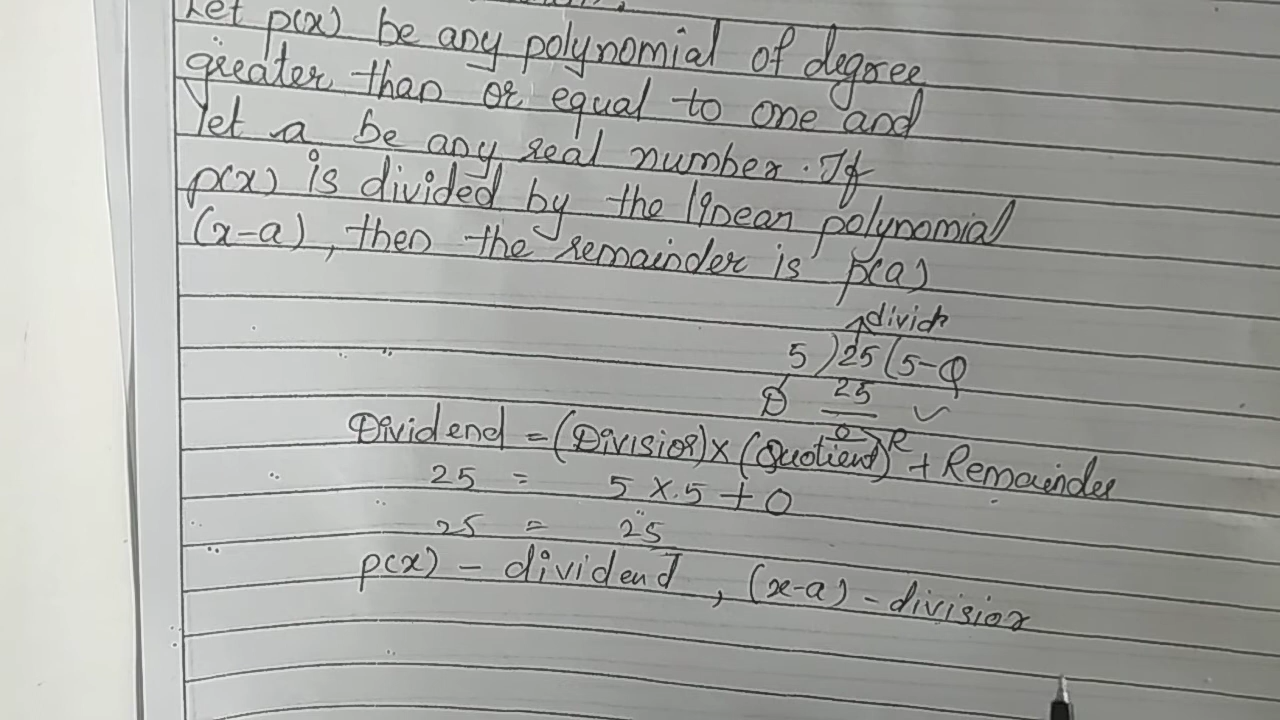 Let p(x) be any polynomial of degree
greater than or equal to one and
let a be any real number. If
p(x) is divided by the linear polynomial
(x-a), then the remainder is p(a)
divich
5 ) 25 ( 5 - Q
D 25
0 R
Dividend = (Divisior) × (Quotient) + Remainder
25 = 5 × 5 + 0
25 = 25
p(x) - dividend, (x-a) - divisior